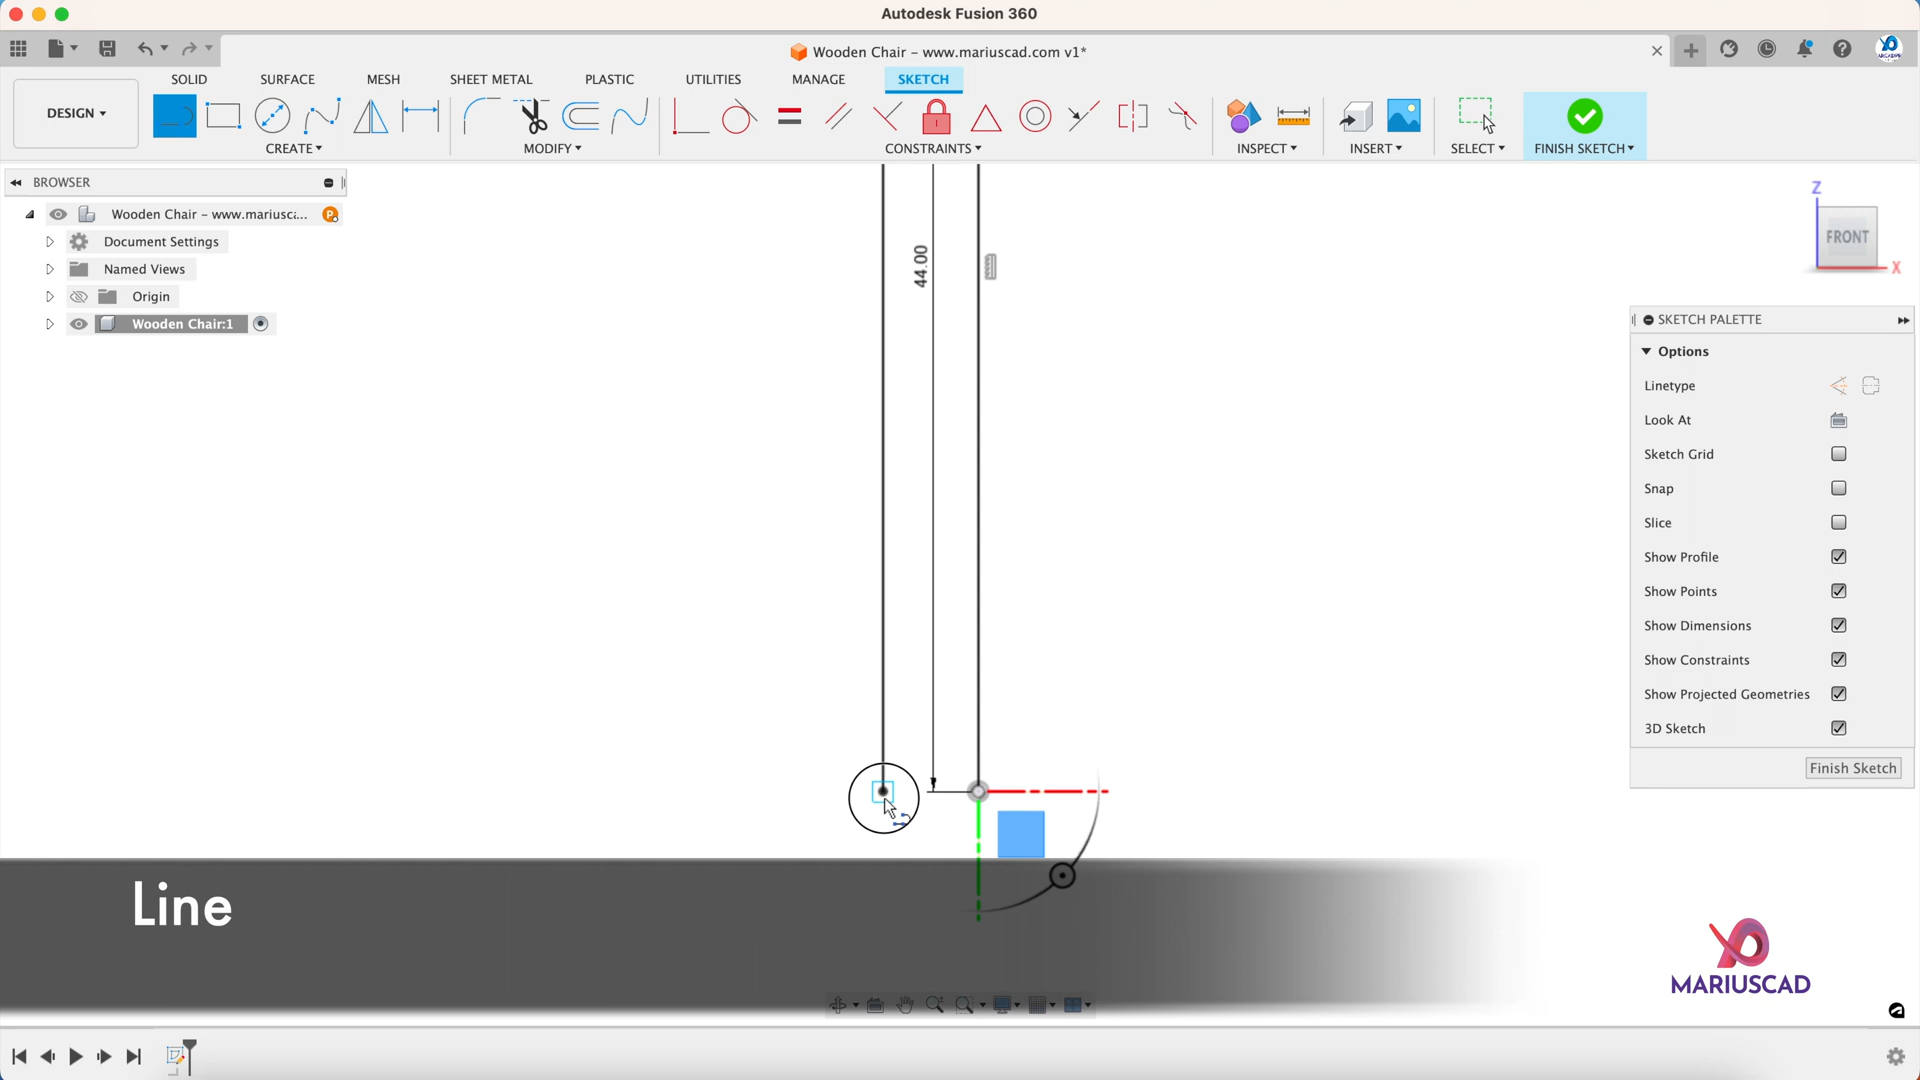 Autodesk Fusion 360
Wooden Chair – www.mariuscad.com v1*
SOLID SURFACE MESH SHEET METAL PLASTIC UTILITIES MANAGE SKETCH
DESIGN
CREATE MODIFY CONSTRAINTS INSPECT INSERT SELECT FINISH SKETCH
BROWSER
Wooden Chair – www.mariusc...
Document Settings
Named Views
Origin
Wooden Chair:1
44.00
Z
FRONT
X
SKETCH PALETTE
Options
Linetype
Look At
Sketch Grid
Snap
Slice
Show Profile
Show Points
Show Dimensions
Show Constraints
Show Projected Geometries
3D Sketch
Finish Sketch
Line
MARIUSCAD